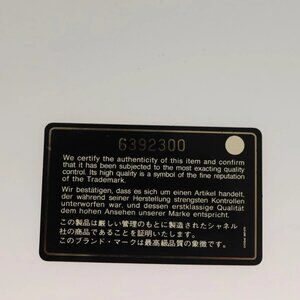 6392300
We certify the authenticity of this item and confirm
that it has been subjected to the most exacting quality
control. Its high quality is a symbol of the fine reputation
of the Trademark.
Wir bestätigen, dass es sich um einen Artikel handelt,
der während seiner Herstellung strengsten Kontrollen
unterworfen war, und dessen erstklassige Qualität
dem hohen Ansehen unserer Marke entspricht.
この製品は厳しい管理のもとに製造されたシャネル
社の商品であることを証明いたします。
このブランド・マークは最高級品質の象徴です。